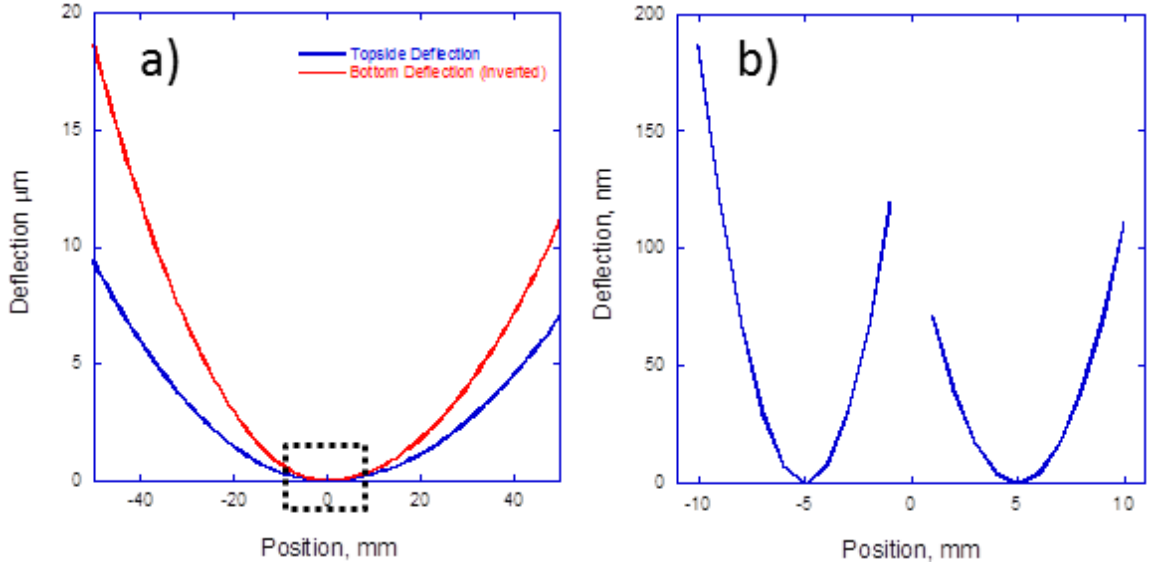 a)
Topside Deflection
Bottom Deflection (Inverted)
Deflection µm
20
15
10
5
0
-40 -20 0 20 40
Position, mm
b)
Deflection, nm
200
150
100
50
0
-10 -5 0 5 10
Position, mm